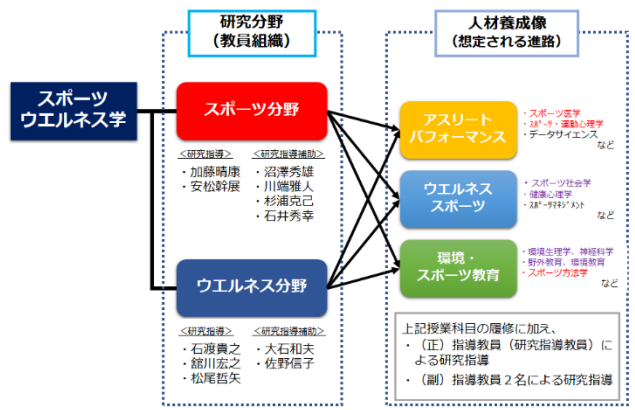 研究分野
（教員組織）
人材養成像
（想定される進路）
スポーツ
ウエルネス学
スポーツ分野
＜研究指導＞
・加藤晴康
・安松幹展
＜研究指導補助＞
・沼澤秀雄
・川端雅人
・杉浦克己
・石井秀幸
ウエルネス分野
＜研究指導＞
・石渡貴之
・舘川宏之
・松尾哲矢
＜研究指導補助＞
・大石和夫
・佐野信子
アスリート
パフォーマンス
・スポーツ医学
・スポーツ・運動心理学
・データサイエンス
など
ウエルネス
スポーツ
・スポーツ社会学
・健康心理学
・スポーツマネジメント
など
環境・
スポーツ教育
・環境生理学、神経科学
・野外教育、環境教育
・スポーツ方法学
など
上記授業科目の履修に加え、
・（正）指導教員（研究指導教員）に
よる研究指導
・（副）指導教員２名による研究指導